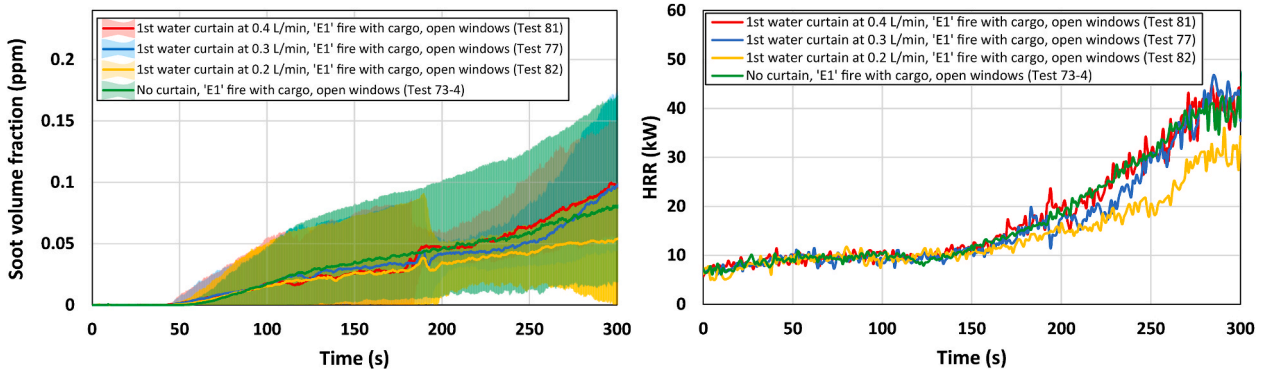 1st water curtain at 0.4 L/min, 'E1' fire with cargo, open windows (Test 81)
1st water curtain at 0.3 L/min, 'E1' fire with cargo, open windows (Test 77)
1st water curtain at 0.2 L/min, 'E1' fire with cargo, open windows (Test 82)
No curtain, 'E1' fire with cargo, open windows (Test 73-4)
Soot volume fraction (ppm)
0.2
0.15
0.1
0.05
0
0 50 100 150 200 250 300
Time (s)
1st water curtain at 0.4 L/min, 'E1' fire with cargo, open windows (Test 81)
1st water curtain at 0.3 L/min, 'E1' fire with cargo, open windows (Test 77)
1st water curtain at 0.2 L/min, 'E1' fire with cargo, open windows (Test 82)
No curtain, 'E1' fire with cargo, open windows (Test 73-4)
HRR (kW)
60
50
40
30
20
10
0
0 50 100 150 200 250 300
Time (s)